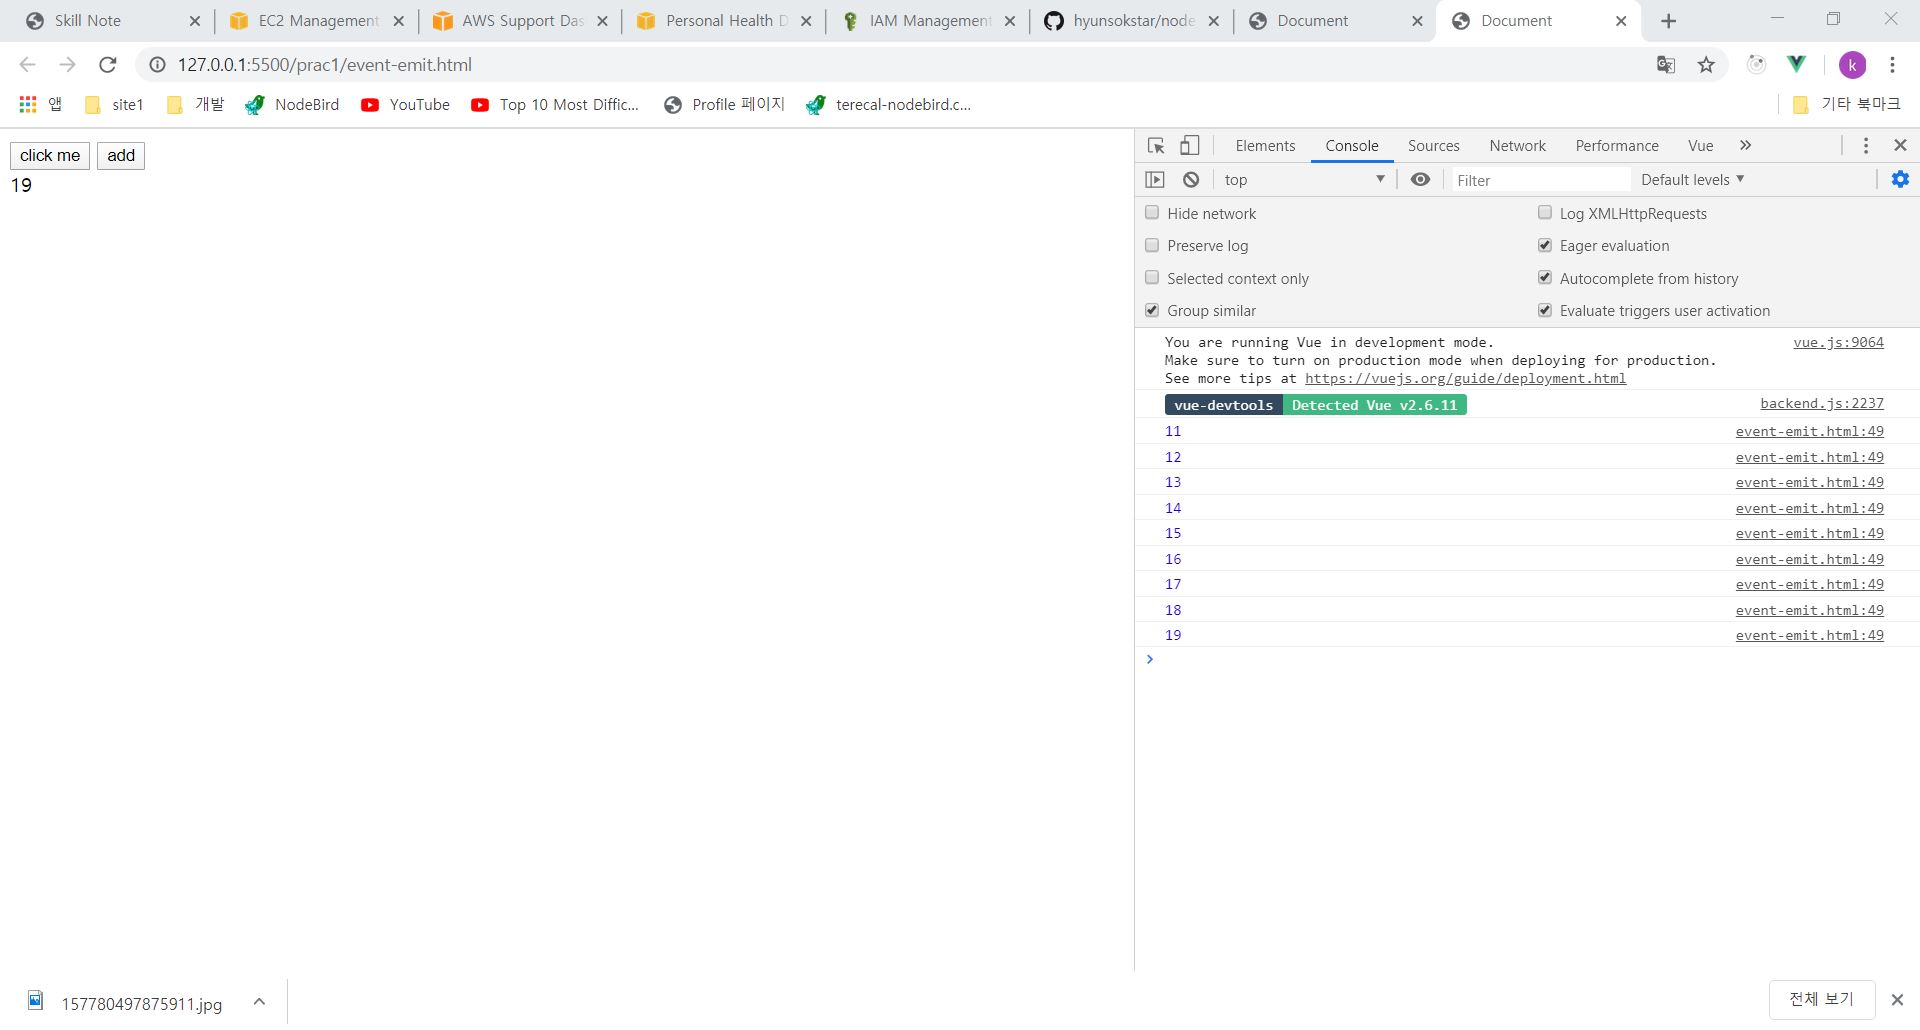 Skill Note
EC2 Management
AWS Support Das
Personal Health D
IAM Management
hyunsokstar/node
Document
Document
127.0.0.1:5500/prac1/event-emit.html
k
앱
site1
개발
NodeBird
YouTube
Top 10 Most Diffic...
Profile 페이지
terecal-nodebird.c...
기타 북마크
click me
add
19
Elements
Console
Sources
Network
Performance
Vue
top
Filter
Default levels
Hide network
Log XMLHttpRequests
Preserve log
Eager evaluation
Selected context only
Autocomplete from history
Group similar
Evaluate triggers user activation
You are running Vue in development mode. vue.js:9064
Make sure to turn on production mode when deploying for production.
See more tips at https://vuejs.org/guide/deployment.html
vue-devtools Detected Vue v2.6.11 backend.js:2237
11 event-emit.html:49
12 event-emit.html:49
13 event-emit.html:49
14 event-emit.html:49
15 event-emit.html:49
16 event-emit.html:49
17 event-emit.html:49
18 event-emit.html:49
19 event-emit.html:49
157780497875911.jpg
전체 보기